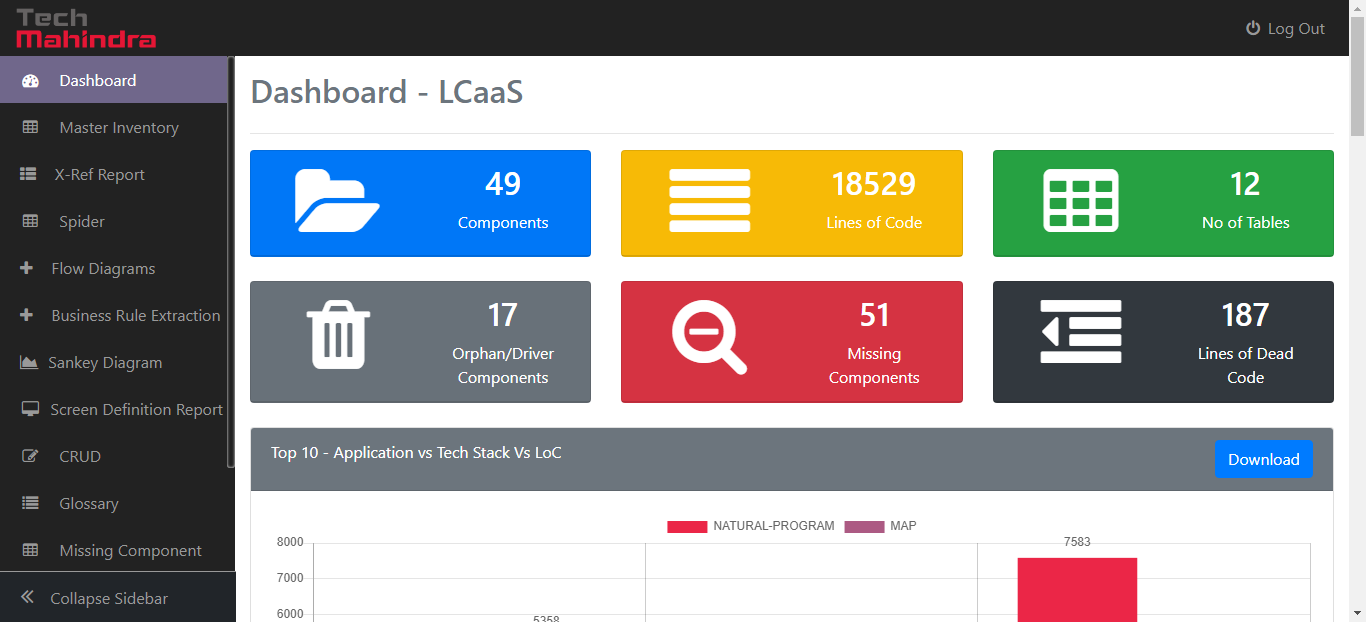 Tech
Mahindra
Log Out
Dashboard
Master Inventory
X-Ref Report
Spider
Flow Diagrams
Business Rule Extraction
Sankey Diagram
Screen Definition Report
CRUD
Glossary
Missing Component
Collapse Sidebar
Dashboard - LCaaS
49
Components
18529
Lines of Code
12
No of Tables
17
Orphan/Driver
Components
51
Missing
Components
187
Lines of Dead
Code
Top 10 - Application vs Tech Stack Vs LoC
Download
NATURAL-PROGRAM MAP
8000
7583
7000
6000
5358